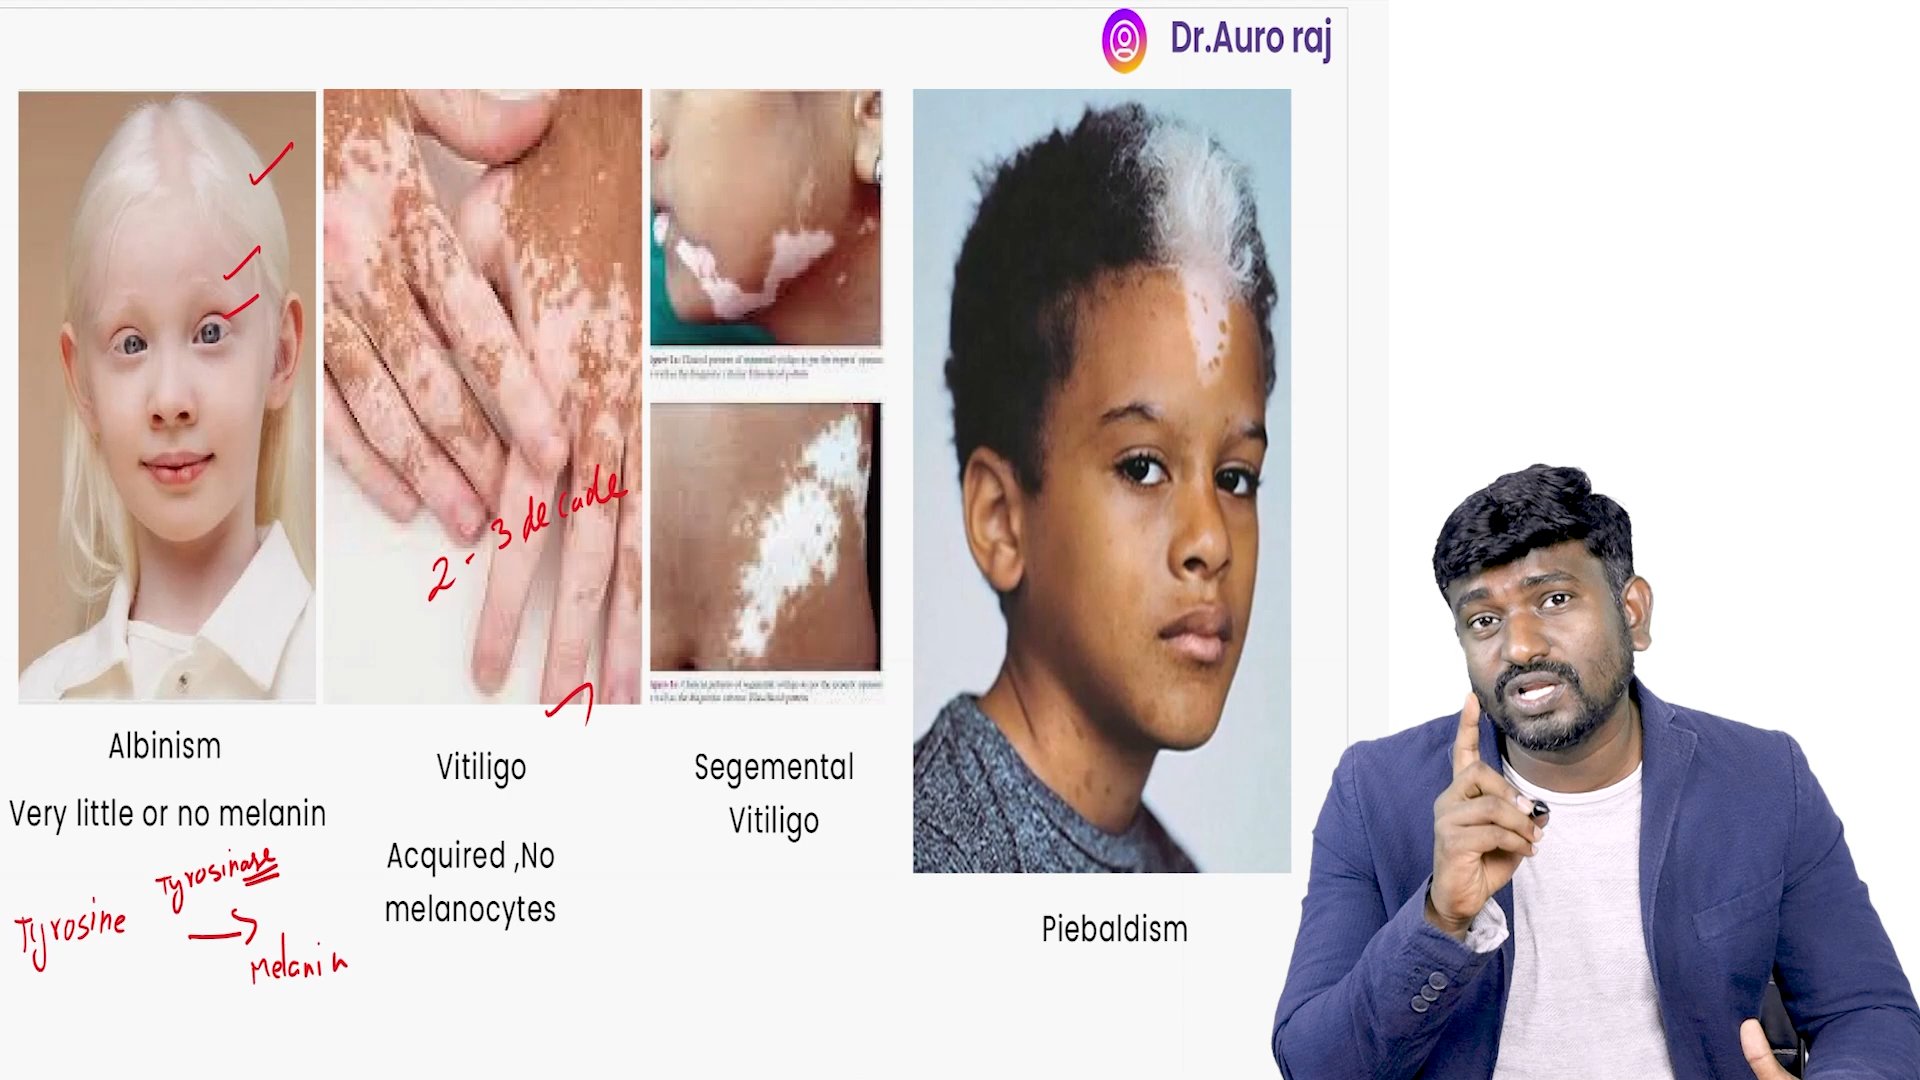 Dr.Auro raj
2-3 decade
Albinism
Very little or no melanin
Tyrosinase
Tyrosine
Melanin
Vitiligo
Acquired ,No
melanocytes
Segemental
Vitiligo
Piebaldism